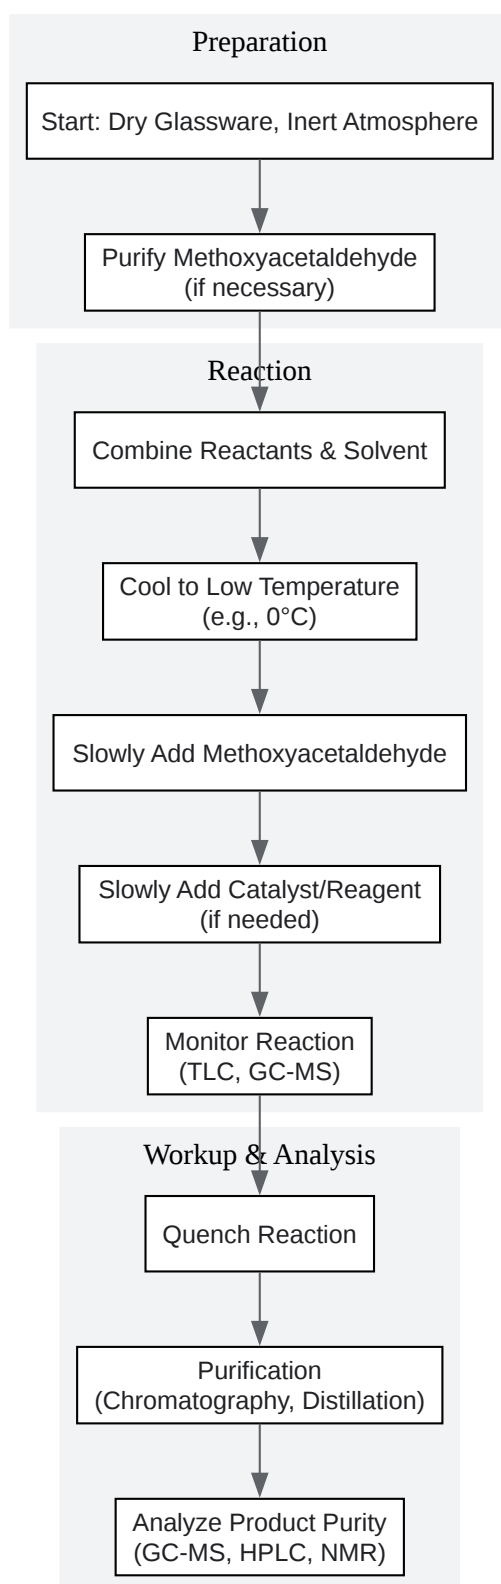 Preparation
Start: Dry Glassware, Inert Atmosphere
Purify Methoxyacetaldehyde
(if necessary)
Reaction
Combine Reactants & Solvent
Cool to Low Temperature
(e.g., 0°C)
Slowly Add Methoxyacetaldehyde
Slowly Add Catalyst/Reagent
(if needed)
Monitor Reaction
(TLC, GC-MS)
Workup & Analysis
Quench Reaction
Purification
(Chromatography, Distillation)
Analyze Product Purity
(GC-MS, HPLC, NMR)